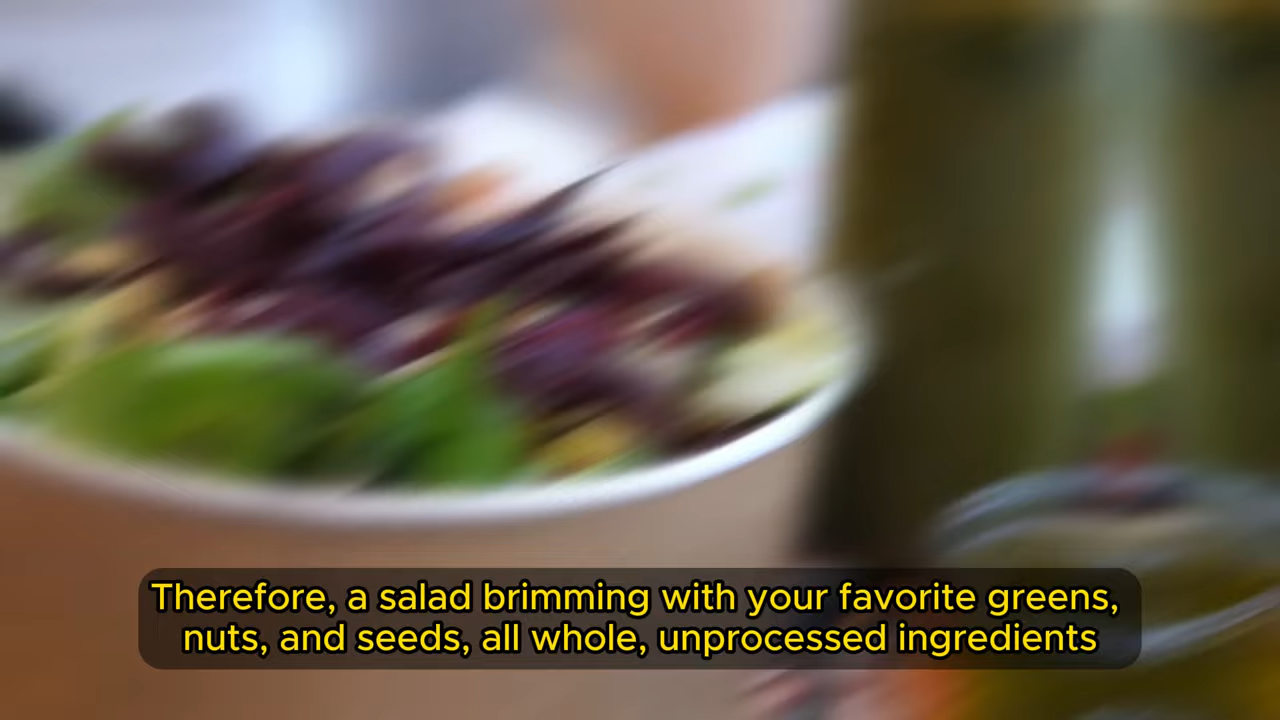 Therefore, a salad brimming with your favorite greens,
nuts, and seeds, all whole, unprocessed ingredients